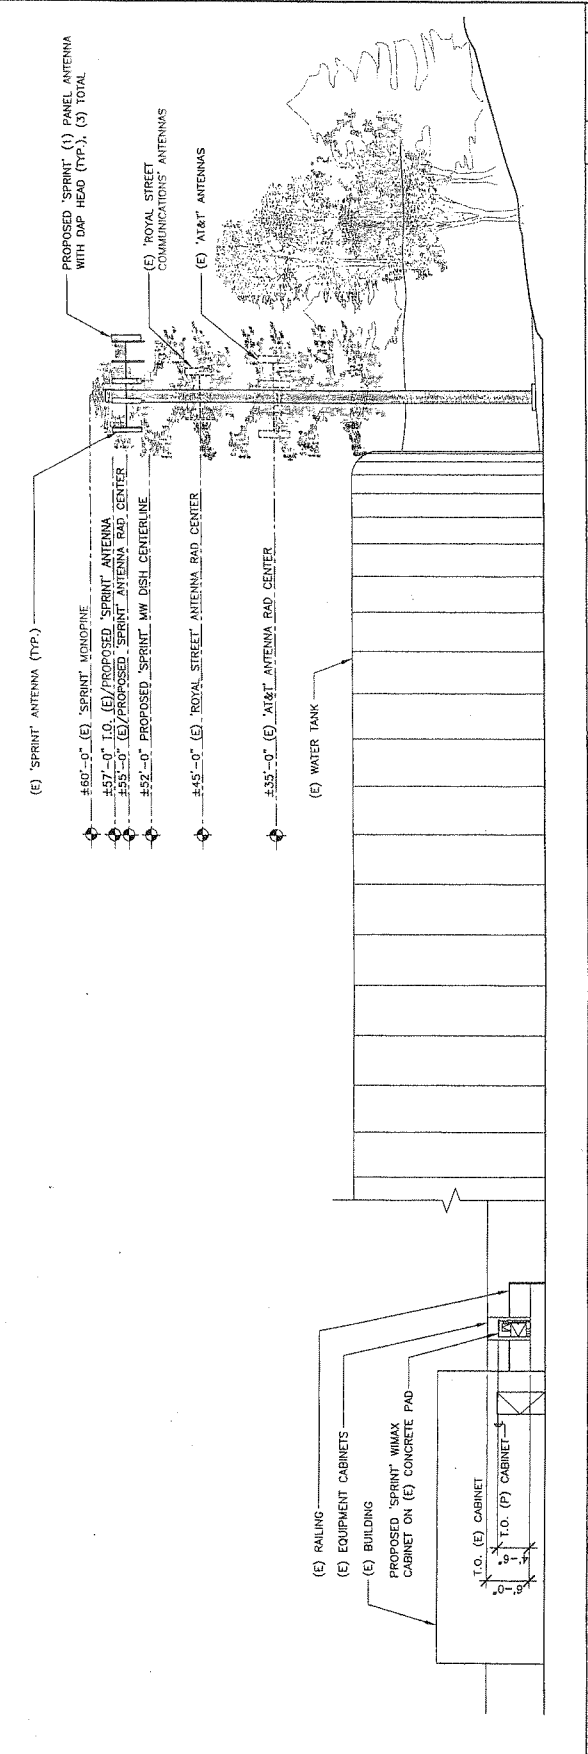 (E) 'SPRINT' ANTENNA (TYP.)
PROPOSED 'SPRINT' (1) PANEL ANTENNA
WITH DAP HEAD (TYP.), (3) TOTAL
±60'-0" (E) 'SPRINT' MONOPINE
±57'-0" T.O. (E)/PROPOSED 'SPRINT' ANTENNA
±55'-0" (E)/PROPOSED 'SPRINT' ANTENNA RAD CENTER
±52'-0" PROPOSED 'SPRINT' MW DISH CENTERLINE
±45'-0" (E) 'ROYAL STREET' ANTENNA RAD CENTER
±35'-0" (E) 'AT&T' ANTENNA RAD CENTER
(E) 'ROYAL STREET
COMMUNICATIONS' ANTENNAS
(E) 'AT&T' ANTENNAS
(E) WATER TANK
(E) RAILING
(E) EQUIPMENT CABINETS
(E) BUILDING
PROPOSED 'SPRINT' WIMAX
CABINET ON (E) CONCRETE PAD
T.O. (E) CABINET
T.O. (P) CABINET
6'-0"
4'-6"